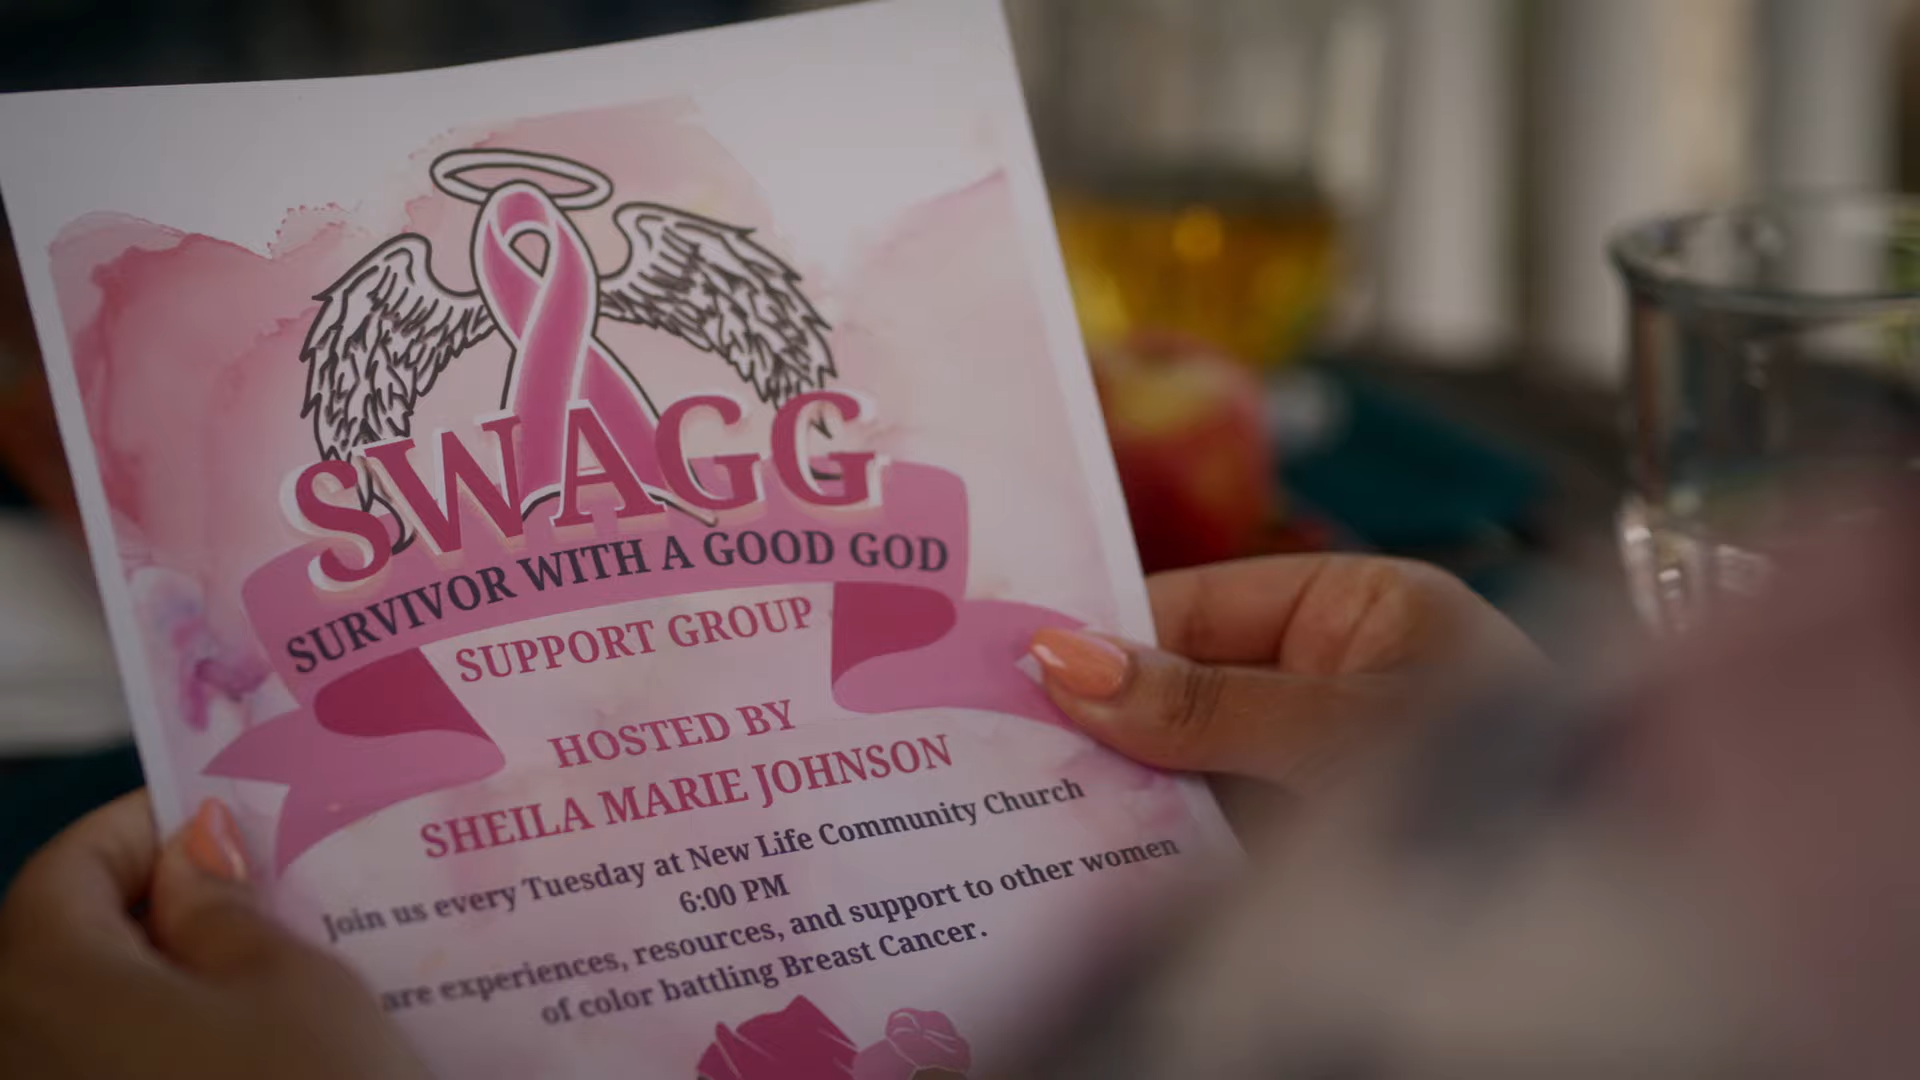 SWAGG
SURVIVOR WITH A GOOD GOD
SUPPORT GROUP
HOSTED BY
SHEILA MARIE JOHNSON
Join us every Tuesday at New Life Community Church
6:00 PM
are experiences, resources, and support to other women
of color battling Breast Cancer.